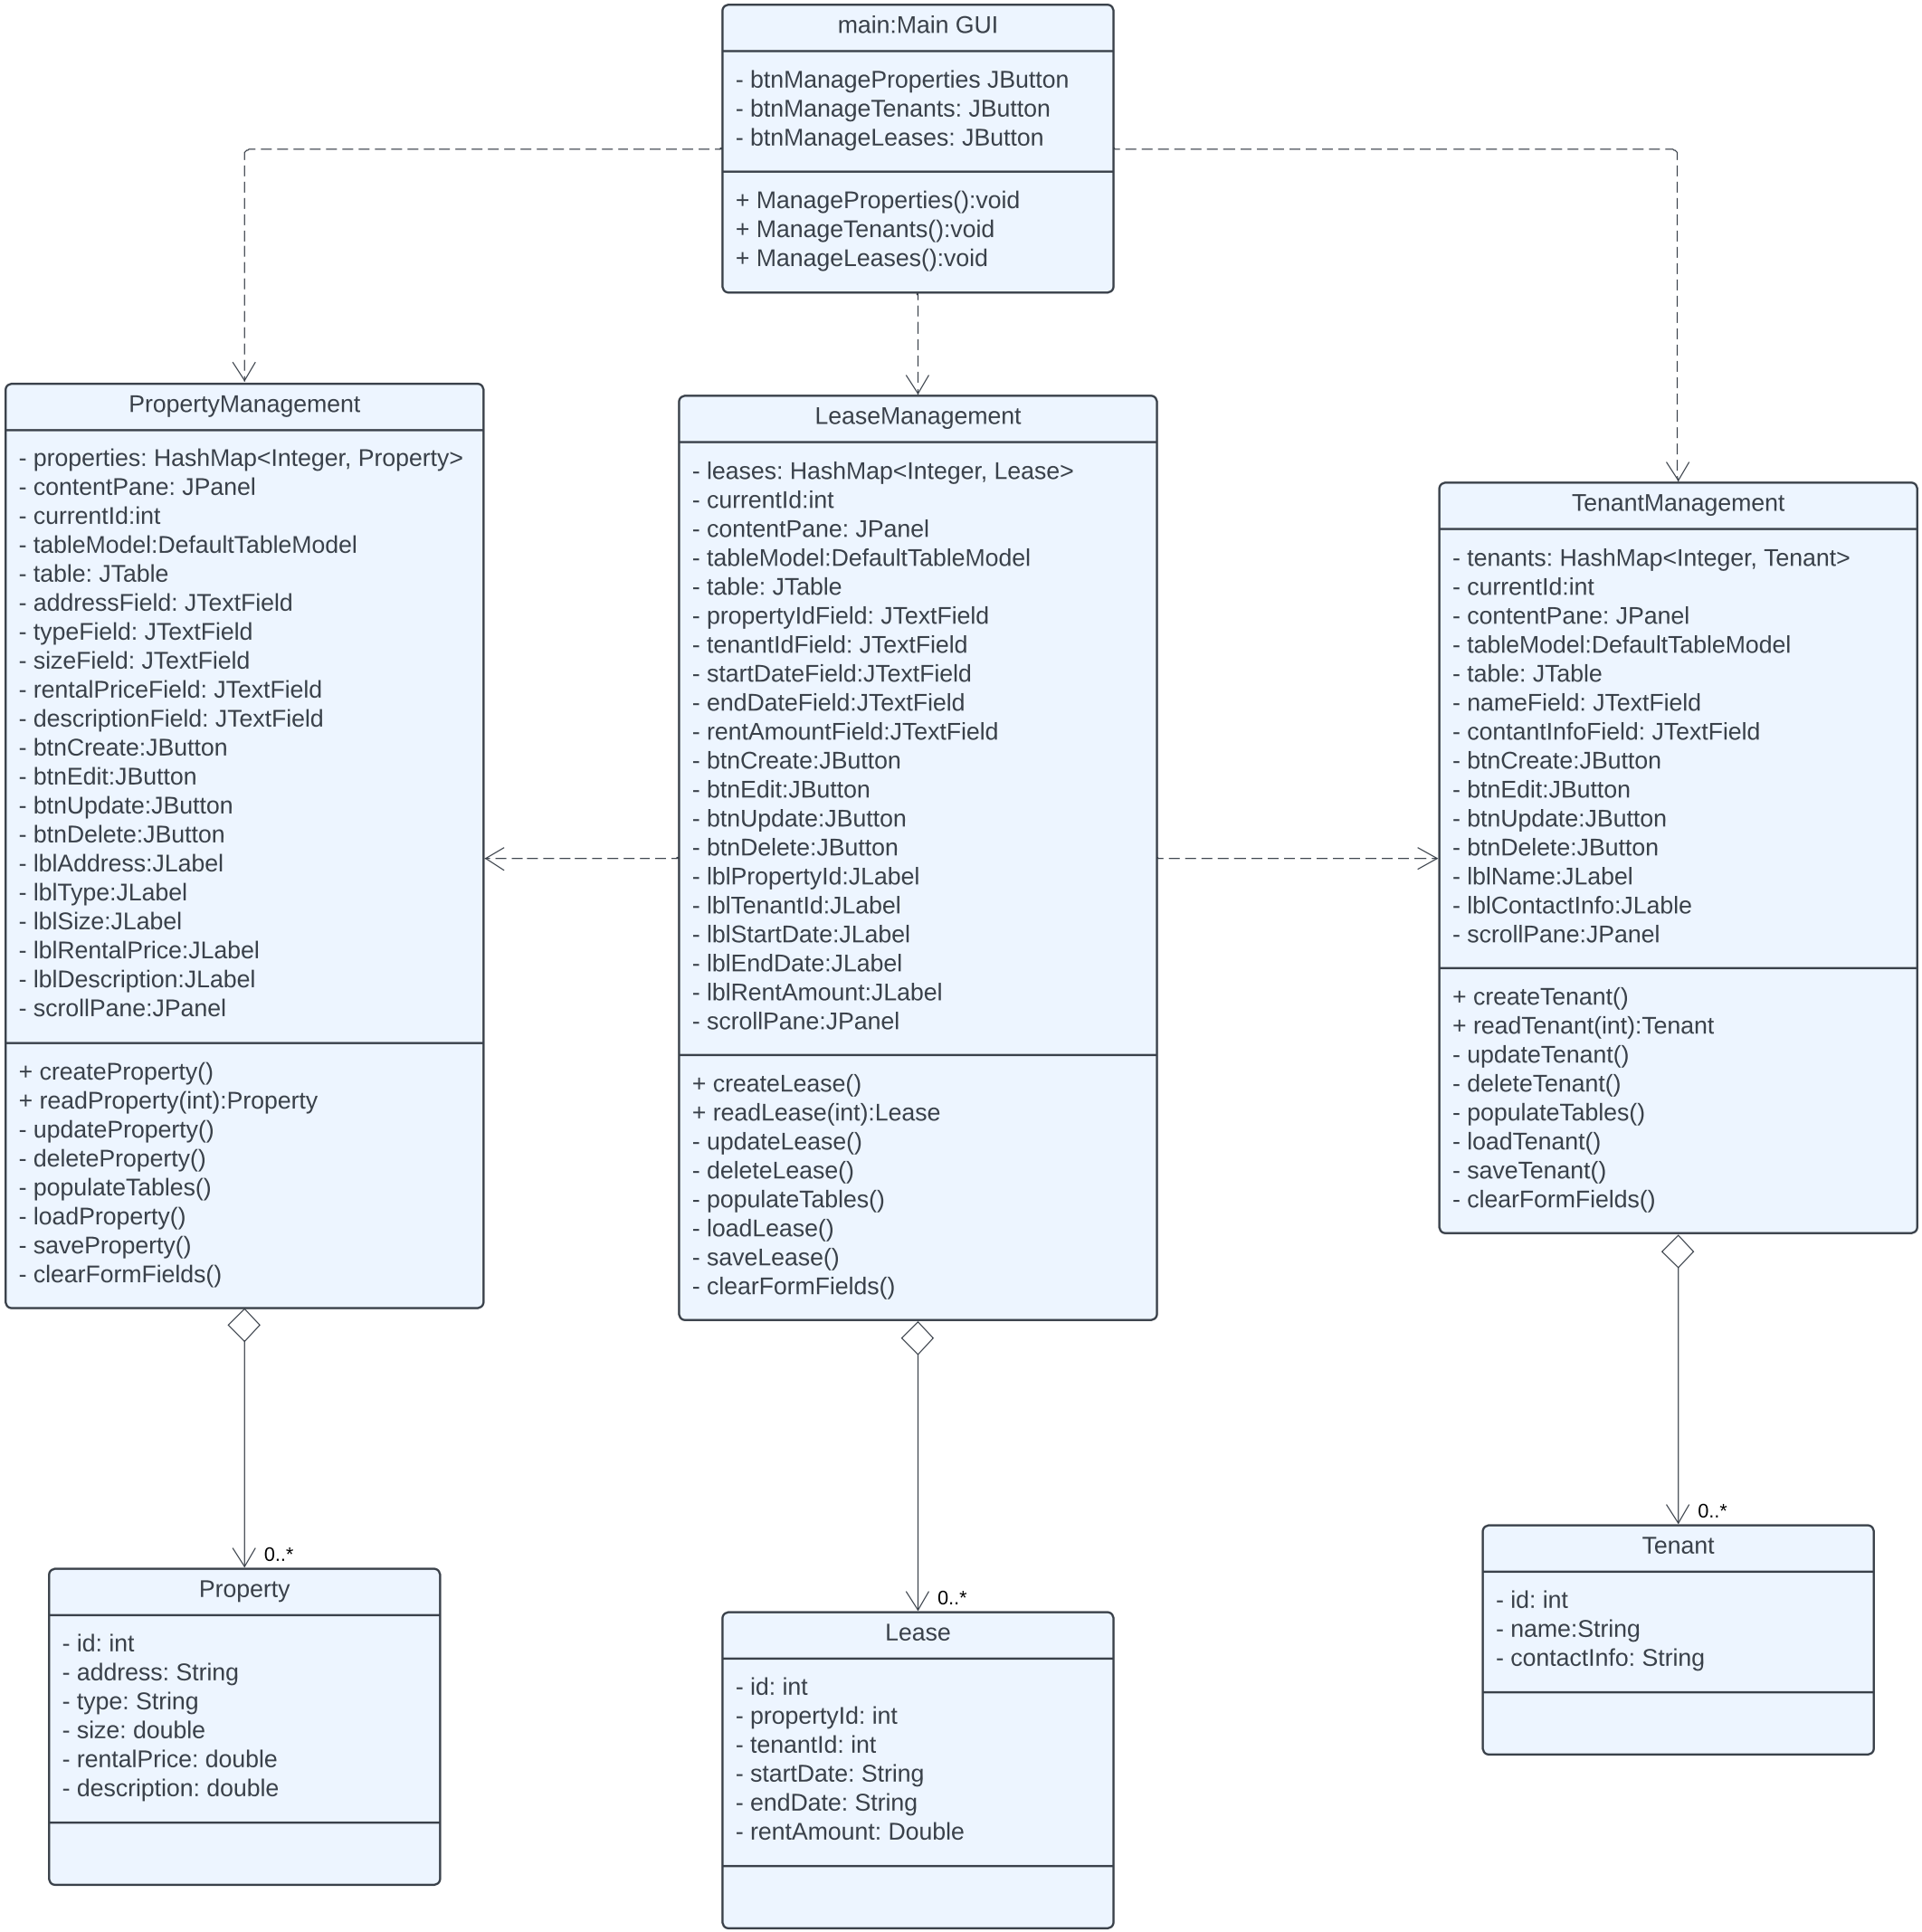 main:Main GUI
- btnManageProperties JButton
- btnManageTenants: JButton
- btnManageLeases: JButton
+ ManageProperties():void
+ ManageTenants():void
+ ManageLeases():void
PropertyManagement
- properties: HashMap<Integer, Property>
- contentPane: JPanel
- currentId:int
- tableModel:DefaultTableModel
- table: JTable
- addressField: JTextField
- typeField: JTextField
- sizeField: JTextField
- rentalPriceField: JTextField
- descriptionField: JTextField
- btnCreate:JButton
- btnEdit:JButton
- btnUpdate:JButton
- btnDelete:JButton
- lblAddress:JLabel
- lblType:JLabel
- lblSize:JLabel
- lblRentalPrice:JLabel
- lblDescription:JLabel
- scrollPane:JPanel
+ createProperty()
+ readProperty(int):Property
- updateProperty()
- deleteProperty()
- populateTables()
- loadProperty()
- saveProperty()
- clearFormFields()
LeaseManagement
- leases: HashMap<Integer, Lease>
- currentId:int
- contentPane: JPanel
- tableModel:DefaultTableModel
- table: JTable
- propertyIdField: JTextField
- tenantIdField: JTextField
- startDateField:JTextField
- endDateField:JTextField
- rentAmountField:JTextField
- btnCreate:JButton
- btnEdit:JButton
- btnUpdate:JButton
- btnDelete:JButton
- lblPropertyId:JLabel
- lblTenantId:JLabel
- lblStartDate:JLabel
- lblEndDate:JLabel
- lblRentAmount:JLabel
- scrollPane:JPanel
+ createLease()
+ readLease(int):Lease
- updateLease()
- deleteLease()
- populateTables()
- loadLease()
- saveLease()
- clearFormFields()
TenantManagement
- tenants: HashMap<Integer, Tenant>
- currentId:int
- contentPane: JPanel
- tableModel:DefaultTableModel
- table: JTable
- nameField: JTextField
- contantInfoField: JTextField
- btnCreate:JButton
- btnEdit:JButton
- btnUpdate:JButton
- btnDelete:JButton
- lblName:JLabel
- lblContactInfo:JLable
- scrollPane:JPanel
+ createTenant()
+ readTenant(int):Tenant
- updateTenant()
- deleteTenant()
- populateTables()
- loadTenant()
- saveTenant()
- clearFormFields()
0..*
Property
- id: int
- address: String
- type: String
- size: double
- rentalPrice: double
- description: double
0..*
Lease
- id: int
- propertyId: int
- tenantId: int
- startDate: String
- endDate: String
- rentAmount: Double
0..*
Tenant
- id: int
- name:String
- contactInfo: String